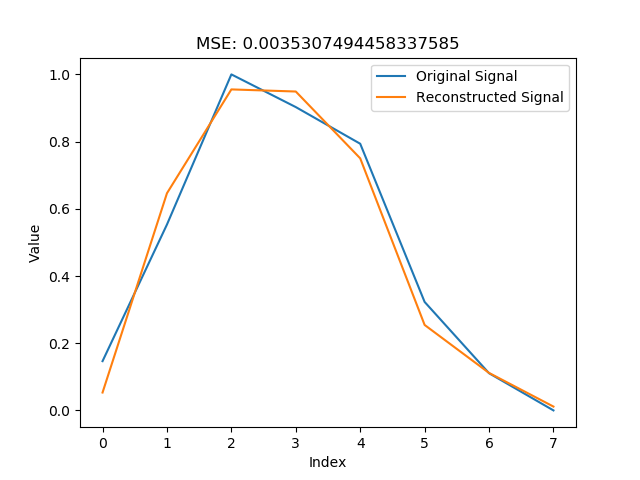 MSE: 0.0035307494458337585
Original Signal
Reconstructed Signal
1.0
0.8
0.6
0.4
0.2
0.0
Value
0 1 2 3 4 5 6 7
Index